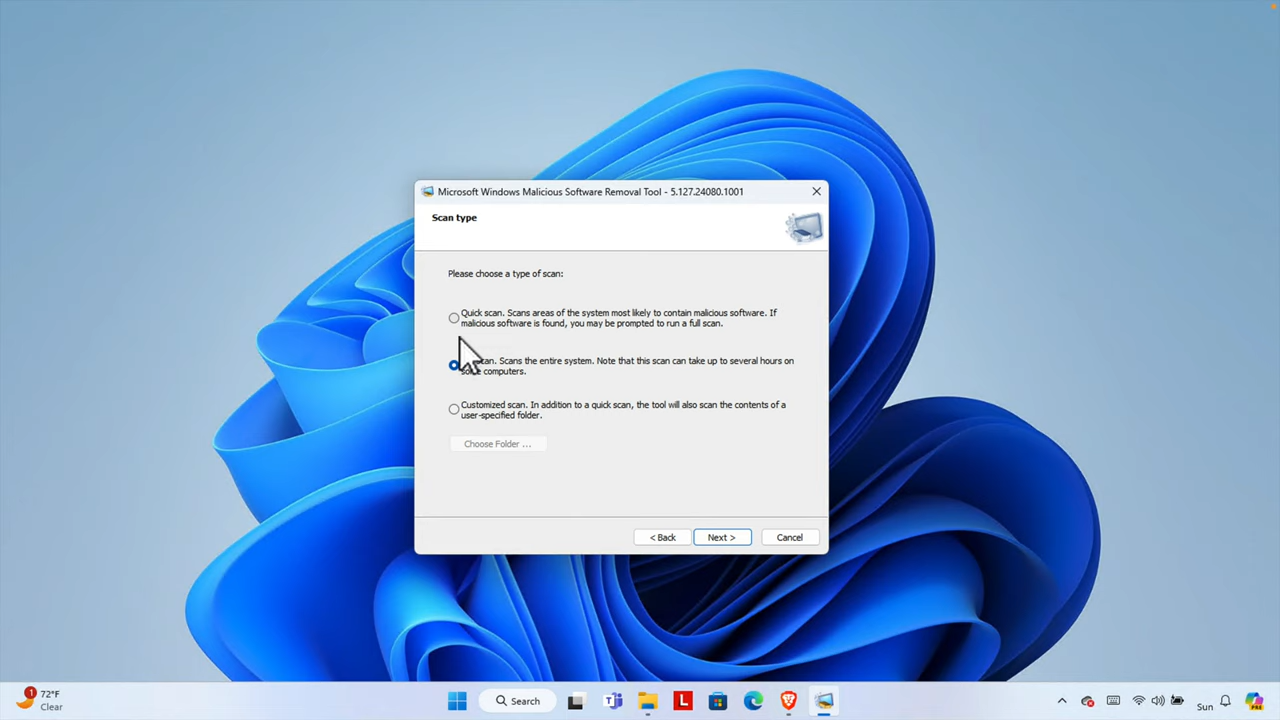 Microsoft Windows Malicious Software Removal Tool - 5.127.24080.1001
Scan type
Please choose a type of scan:
Quick scan. Scans areas of the system most likely to contain malicious software. If
malicious software is found, you may be prompted to run a full scan.
scan. Scans the entire system. Note that this scan can take up to several hours on
computers.
Customized scan. In addition to a quick scan, the tool will also scan the contents of a
user-specified folder.
Choose Folder ...
< Back
Next >
Cancel
1
72°F
Clear
Search
L
Sun
PRE